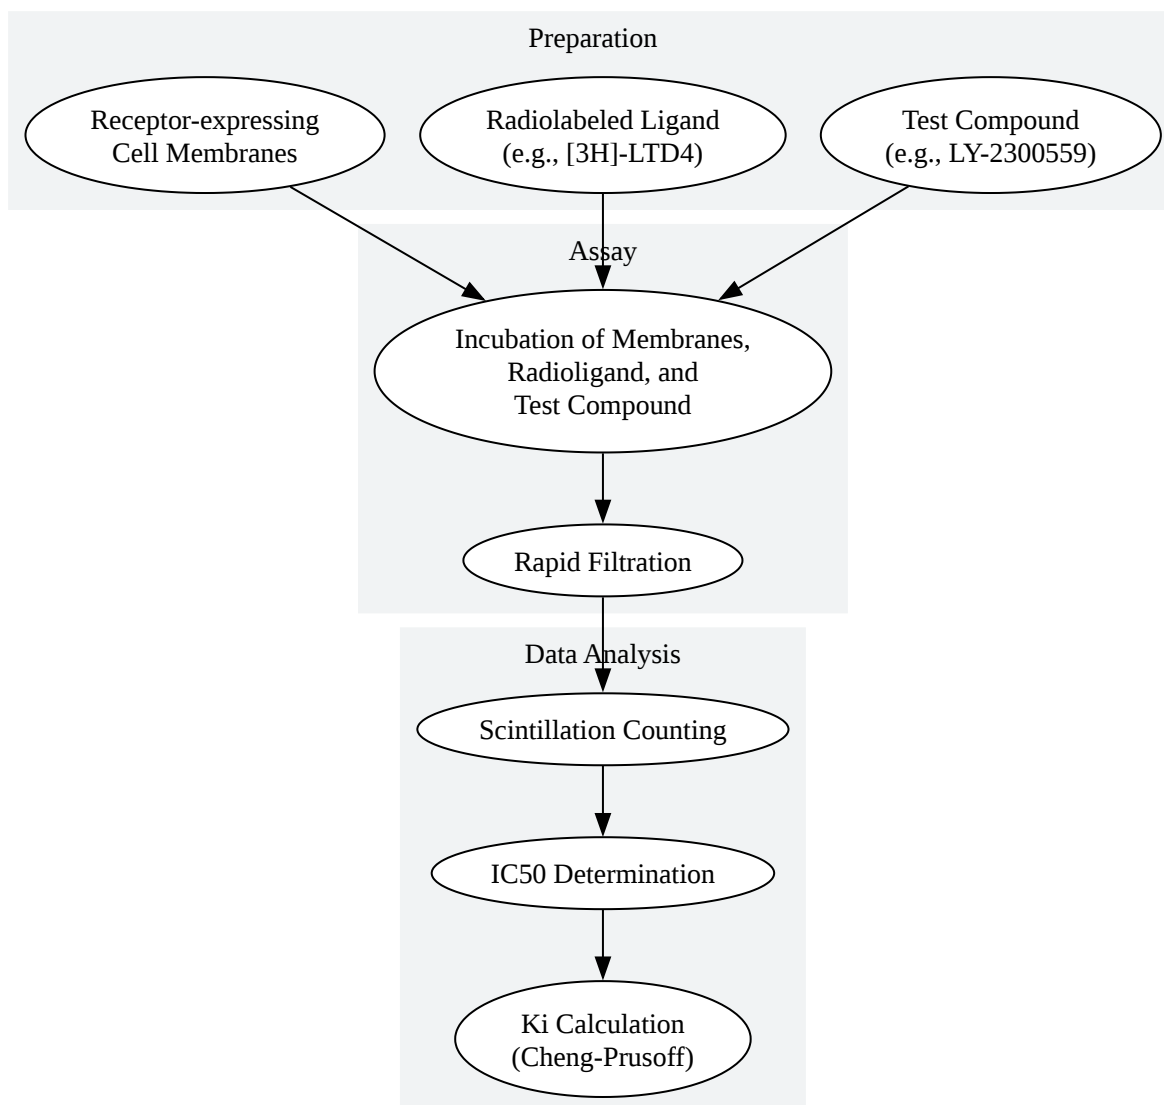 Preparation
Receptor-expressing
Cell Membranes
Radiolabeled Ligand
(e.g., [3H]-LTD4)
Test Compound
(e.g., LY-2300559)
Assay
Incubation of Membranes,
Radioligand, and
Test Compound
Rapid Filtration
Data Analysis
Scintillation Counting
IC50 Determination
Ki Calculation
(Cheng-Prusoff)